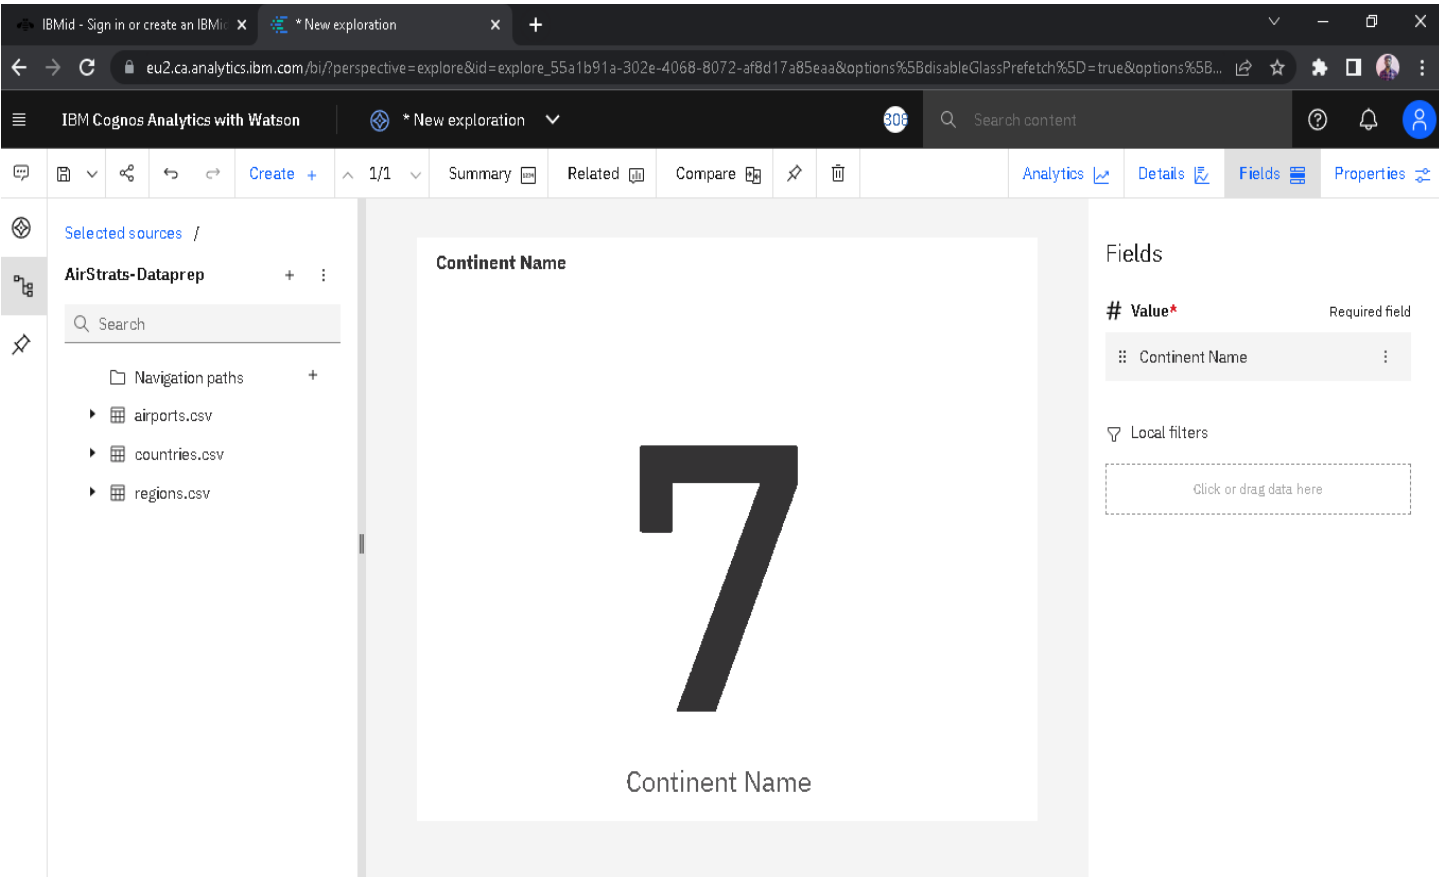 IBMid - Sign in or create an IBMid
* New exploration
eu2.ca.analytics.ibm.com/bi/?perspective=explore&id=explore_55a1b91a-302e-4068-8072-af8d17a85eaa&options%5BdisableGlassPrefetch%5D=true&options%5B...
IBM Cognos Analytics with Watson
* New exploration
Search content
Create +
1/1
Summary
Related
Compare
Analytics
Details
Fields
Properties
Selected sources /
AirStrats-Dataprep
Search
Navigation paths
airports.csv
countries.csv
regions.csv
Continent Name
7
Continent Name
Fields
# Value*
Required field
Continent Name
Local filters
Click or drag data here